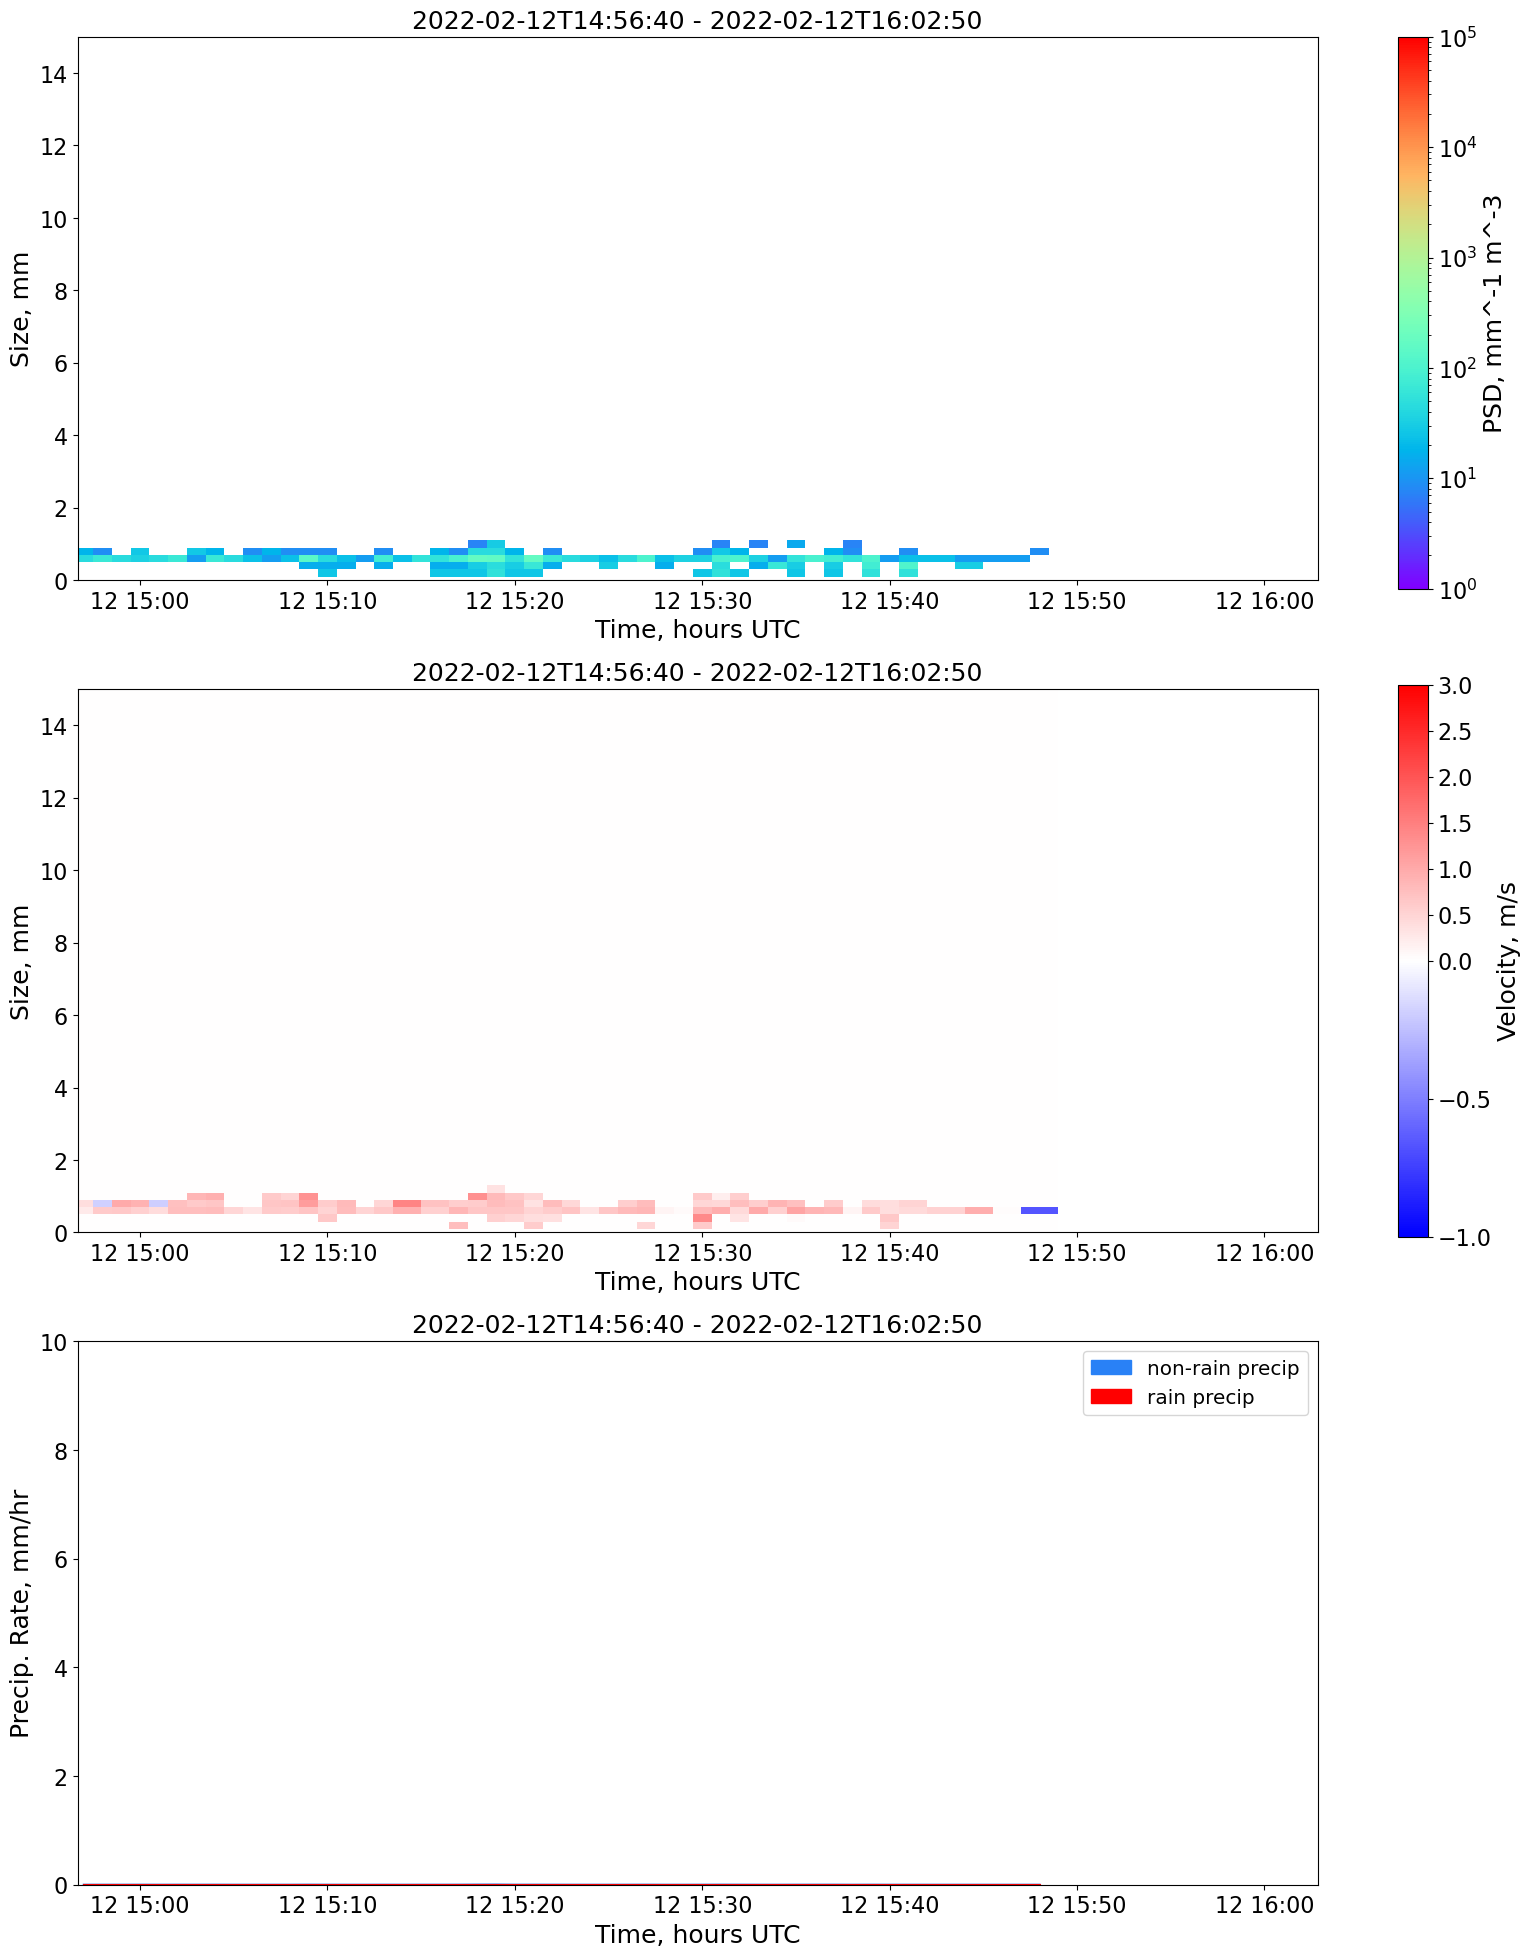 2022-02-12T14:56:40 - 2022-02-12T16:02:50
14
12
10
8
6
4
2
0
Size, mm
12 15:00 12 15:10 12 15:20 12 15:30 12 15:40 12 15:50 12 16:00
Time, hours UTC
10^5
10^4
10^3
10^2
10^1
10^0
PSD, mm^-1 m^-3
2022-02-12T14:56:40 - 2022-02-12T16:02:50
14
12
10
8
6
4
2
0
Size, mm
12 15:00 12 15:10 12 15:20 12 15:30 12 15:40 12 15:50 12 16:00
Time, hours UTC
3.0
2.5
2.0
1.5
1.0
0.5
0.0
−0.5
−1.0
Velocity, m/s
2022-02-12T14:56:40 - 2022-02-12T16:02:50
10
8
6
4
2
0
Precip. Rate, mm/hr
non-rain precip
rain precip
12 15:00 12 15:10 12 15:20 12 15:30 12 15:40 12 15:50 12 16:00
Time, hours UTC